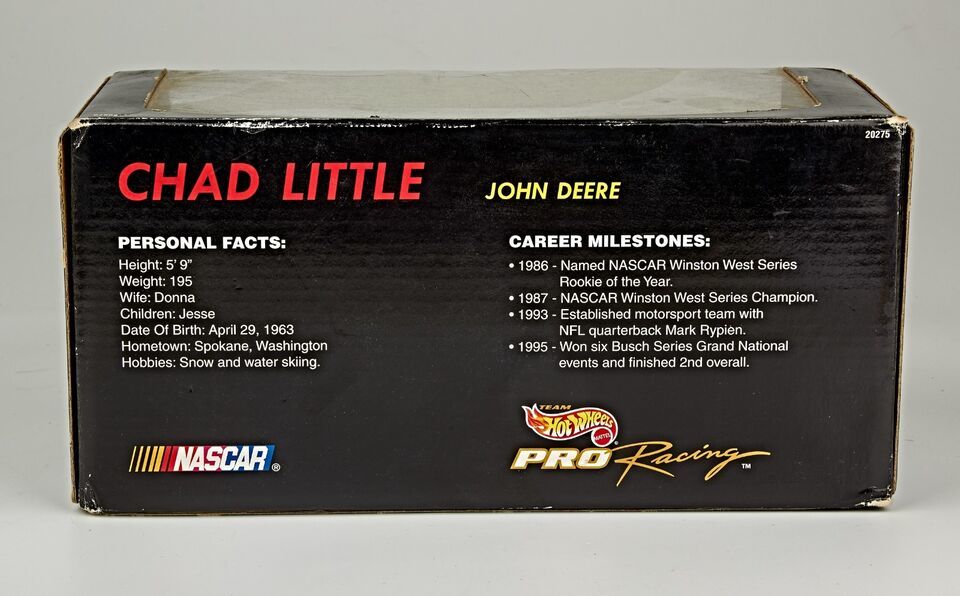 20275
CHAD LITTLE
JOHN DEERE
PERSONAL FACTS:
Height: 5' 9"
Weight: 195
Wife: Donna
Children: Jesse
Date Of Birth: April 29, 1963
Hometown: Spokane, Washington
Hobbies: Snow and water skiing.
CAREER MILESTONES:
• 1986 - Named NASCAR Winston West Series
Rookie of the Year.
• 1987 - NASCAR Winston West Series Champion.
• 1993 - Established motorsport team with
NFL quarterback Mark Rypien.
• 1995 - Won six Busch Series Grand National
events and finished 2nd overall.
NASCAR®
TEAM
Hot Wheels
MATTEL®
PRO Racing™